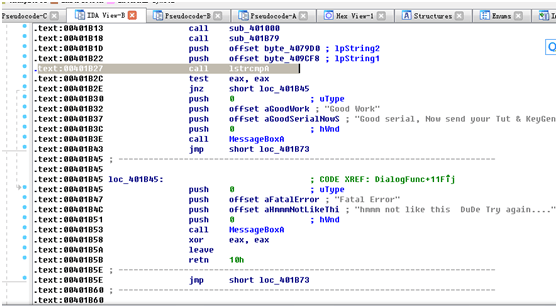 IDA View-B Pseudocode-B Pseudocode-A Hex View-1 Structures Enums
.text:00401B13 call sub_401000
.text:00401B18 call sub_401B79
.text:00401B1D push offset byte_4079D0 ; lpString2
.text:00401B22 push offset byte_409CF8 ; lpString1
.text:00401B27 call lstrcmpA
.text:00401B2C test eax, eax
.text:00401B2E jnz short loc_401B45
.text:00401B30 push 0 ; uType
.text:00401B32 push offset aGoodWork ; "Good Work"
.text:00401B37 push offset aGoodSerialNowS ; "Good serial, Now send your Tut & KeyGen
.text:00401B3C push 0 ; hWnd
.text:00401B3E call MessageBoxA
.text:00401B43 jmp short loc_401B73
.text:00401B45 ; ---------------------------------------------------------------------------
.text:00401B45
.text:00401B45 loc_401B45: ; CODE XREF: DialogFunc+11F↑j
.text:00401B45 push 0 ; uType
.text:00401B47 push offset aFatalError ; "Fatal Error"
.text:00401B4C push offset aHmmmNotLikeThi ; "hmmm not like this DuDe Try again...."
.text:00401B51 push 0 ; hWnd
.text:00401B53 call MessageBoxA
.text:00401B58 xor eax, eax
.text:00401B5A leave
.text:00401B5B retn 10h
.text:00401B5E ; ---------------------------------------------------------------------------
.text:00401B5E jmp short loc_401B73
.text:00401B60 ; ---------------------------------------------------------------------------
.text:00401B60